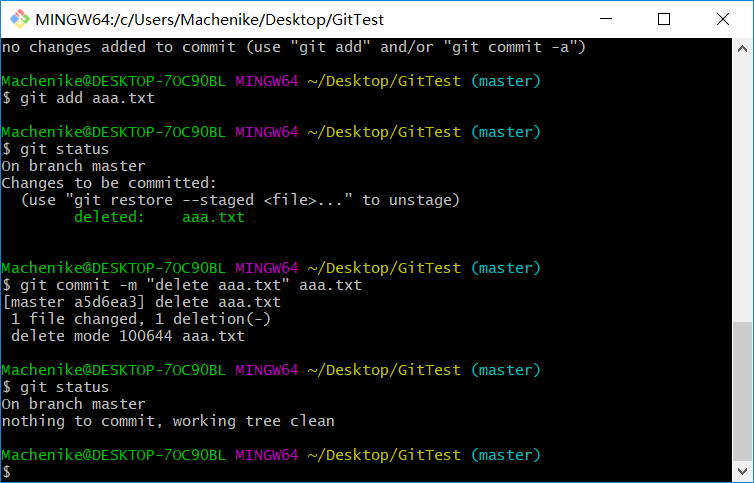 MINGW64:/c/Users/Machenike/Desktop/GitTest
no changes added to commit (use "git add" and/or "git commit -a")
Machenike@DESKTOP-7OC90BL MINGW64 ~/Desktop/GitTest (master)
$ git add aaa.txt
Machenike@DESKTOP-7OC90BL MINGW64 ~/Desktop/GitTest (master)
$ git status
On branch master
Changes to be committed:
  (use "git restore --staged <file>..." to unstage)
        deleted:    aaa.txt
Machenike@DESKTOP-7OC90BL MINGW64 ~/Desktop/GitTest (master)
$ git commit -m "delete aaa.txt" aaa.txt
[master a5d6ea3] delete aaa.txt
 1 file changed, 1 deletion(-)
 delete mode 100644 aaa.txt
Machenike@DESKTOP-7OC90BL MINGW64 ~/Desktop/GitTest (master)
$ git status
On branch master
nothing to commit, working tree clean
Machenike@DESKTOP-7OC90BL MINGW64 ~/Desktop/GitTest (master)
$